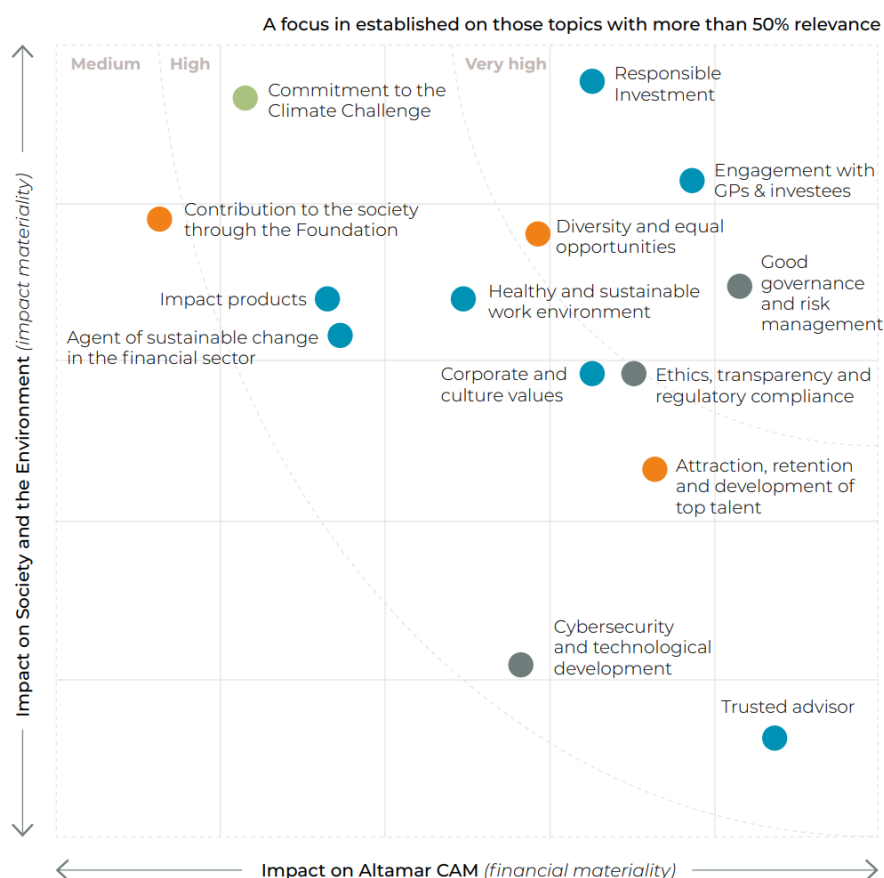 A focus in established on those topics with more than 50% relevance
Medium
High
Very high
Commitment to the
Climate Challenge
Responsible
Investment
Engagement with
GPs & investees
Contribution to the society
through the Foundation
Diversity and equal
opportunities
Good
governance
and risk
management
Impact products
Healthy and sustainable
work environment
Agent of sustainable change
in the financial sector
Corporate and
culture values
Ethics, transparency and
regulatory compliance
Attraction, retention
and development of
top talent
Cybersecurity
and technological
development
Trusted advisor
Impact on Society and the Environment (impact materiality)
Impact on Altamar CAM (financial materiality)